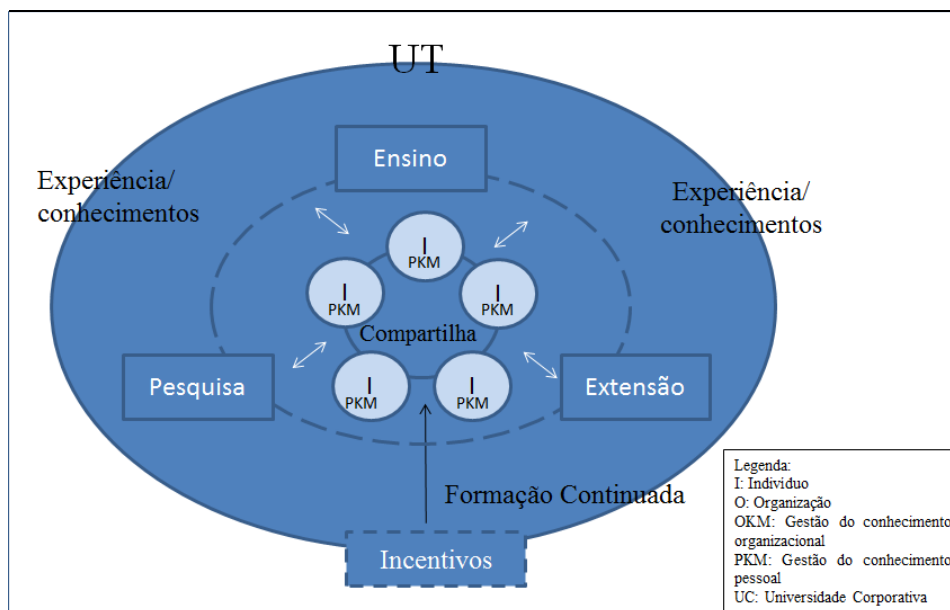 UT
Ensino
Experiência/
conhecimentos
Experiência/
conhecimentos
I
PKM
I
PKM
I
PKM
Compartilha
Pesquisa
I
PKM
I
PKM
Extensão
Formação Continuada
Incentivos
Legenda:
I: Indivíduo
O: Organização
OKM: Gestão do conhecimento
organizacional
PKM: Gestão do conhecimento
pessoal
UC: Universidade Corporativa